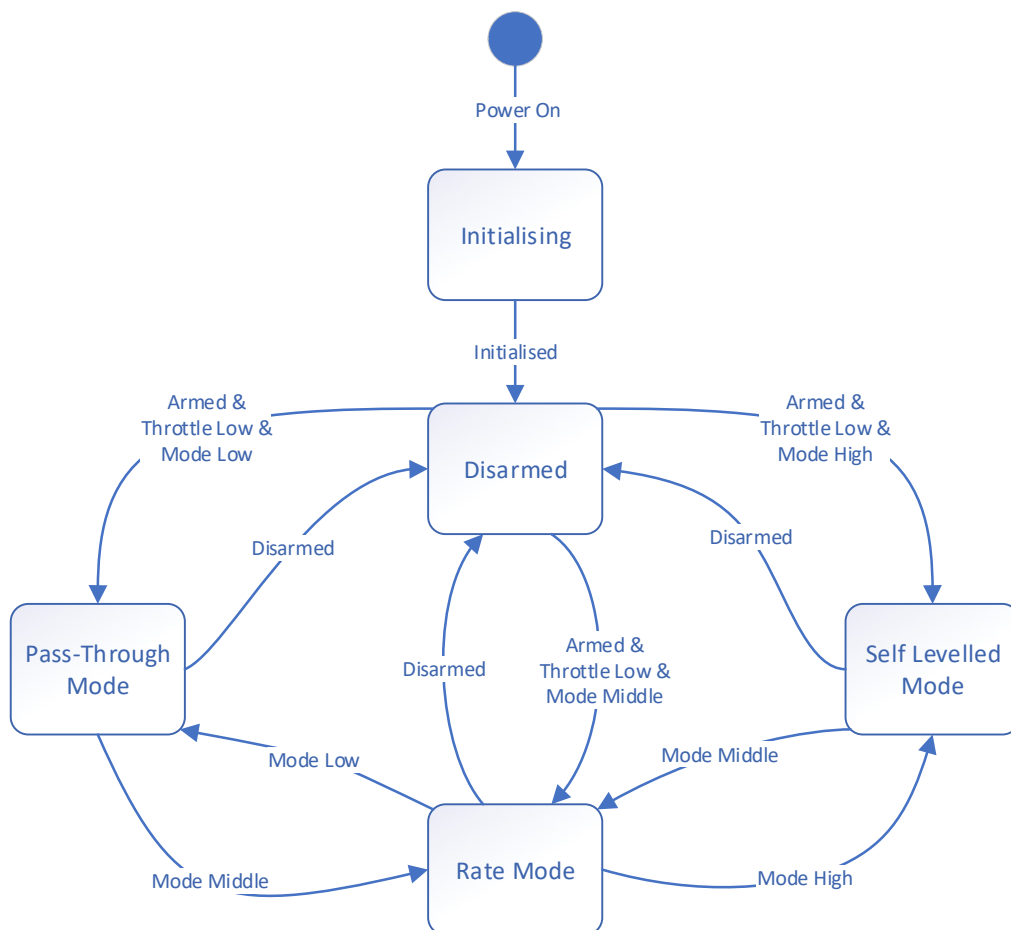 Power On
Initialising
Initialised
Armed &
Throttle Low &
Mode Low
Armed &
Throttle Low &
Mode High
Disarmed
Disarmed
Disarmed
Pass-Through
Mode
Disarmed
Armed &
Throttle Low &
Mode Middle
Self Levelled
Mode
Mode Low
Mode Middle
Rate Mode
Mode Middle
Mode High